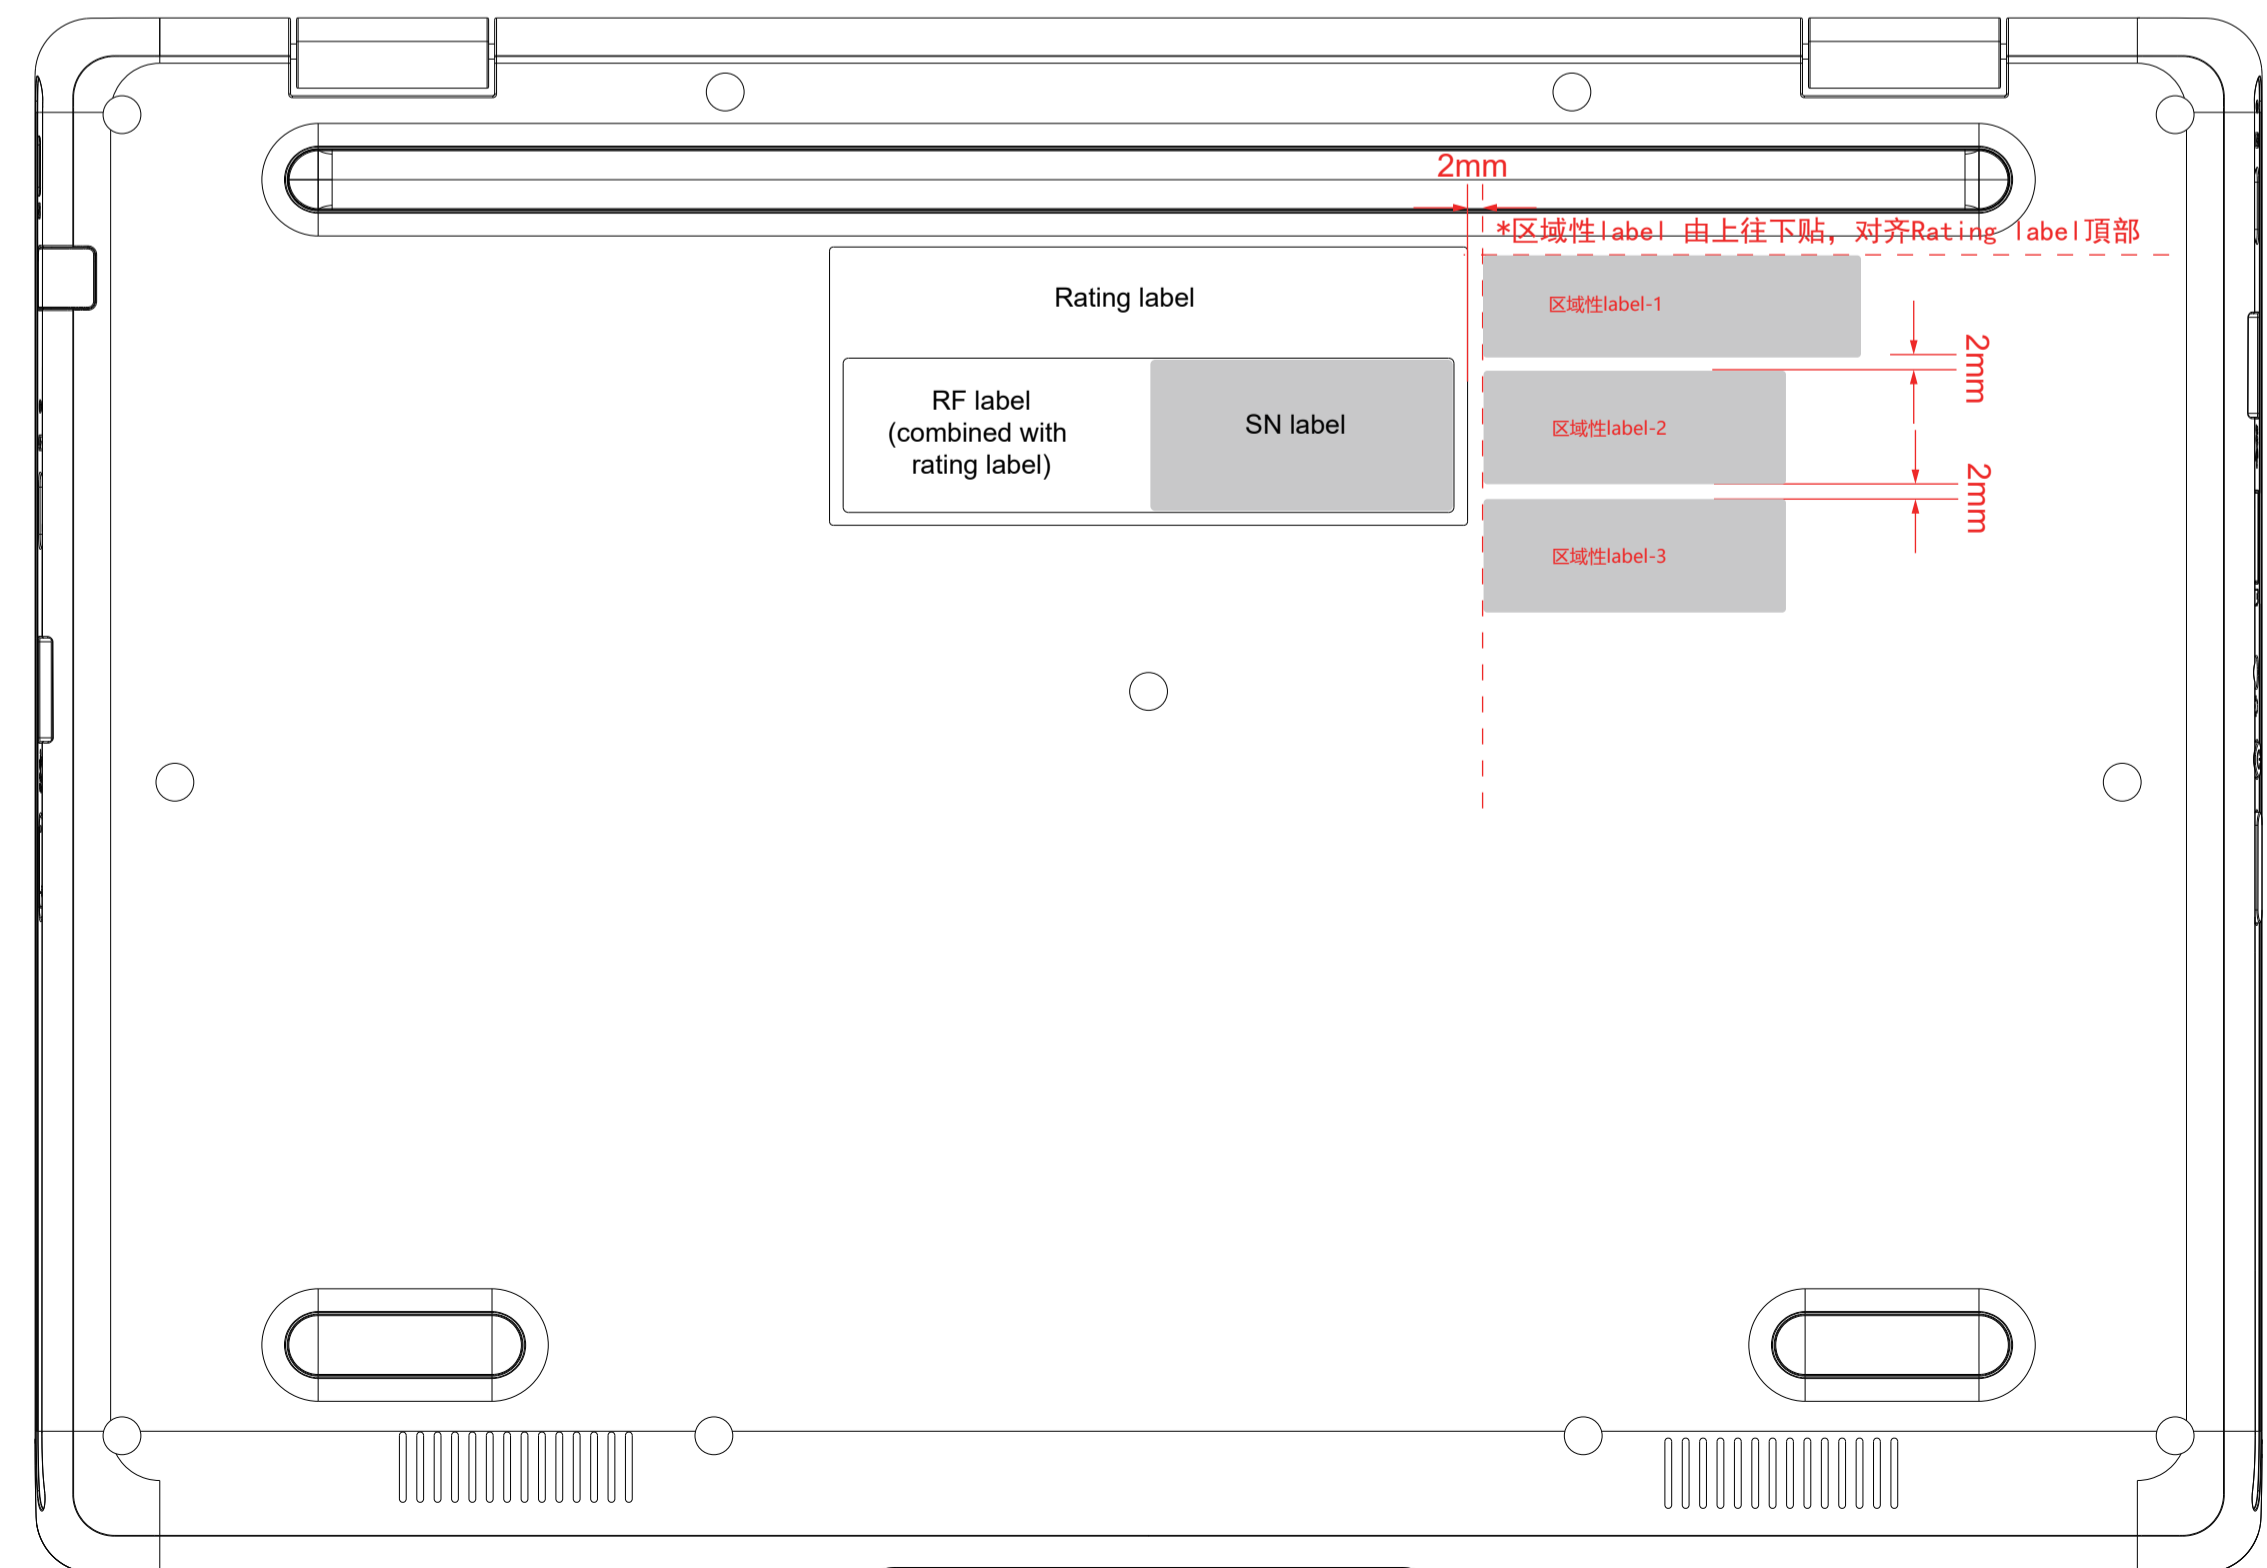 2mm
*区域性label 由上往下贴，对齐Rating label頂部
Rating label
区域性label-1
2mm
RF label
(combined with
rating label)
SN label
区域性label-2
2mm
区域性label-3